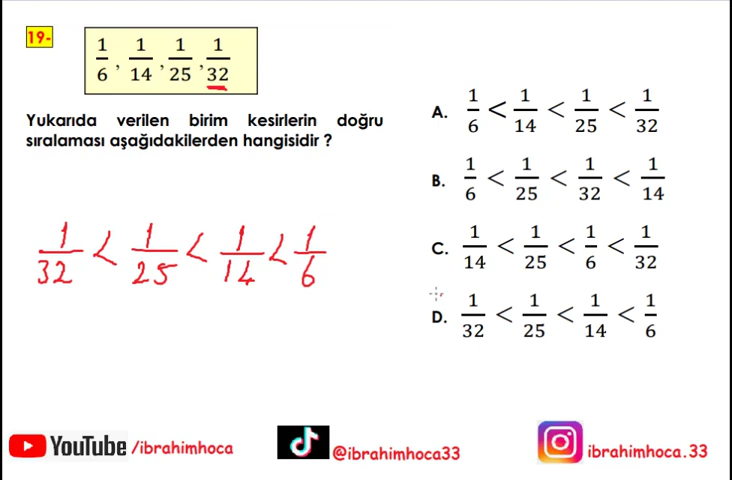 19-
1/6, 1/14, 1/25, 1/32
Yukarıda verilen birim kesirlerin doğru
sıralaması aşağıdakilerden hangisidir ?
1/32 < 1/25 < 1/14 < 1/6
A. 1/6 < 1/14 < 1/25 < 1/32
B. 1/6 < 1/25 < 1/32 < 1/14
C. 1/14 < 1/25 < 1/6 < 1/32
D. 1/32 < 1/25 < 1/14 < 1/6
YouTube /ibrahimhoca
@ibrahimhoca33
ibrahimhoca.33